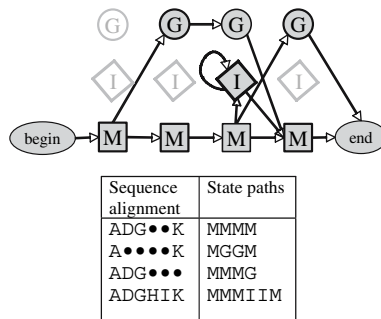 G G G G
I I I I
begin M M M M end
Sequence alignment State paths
ADG••K MMMM
A••••K MGGM
ADG••• MMMG
ADGHIK MMMIIM